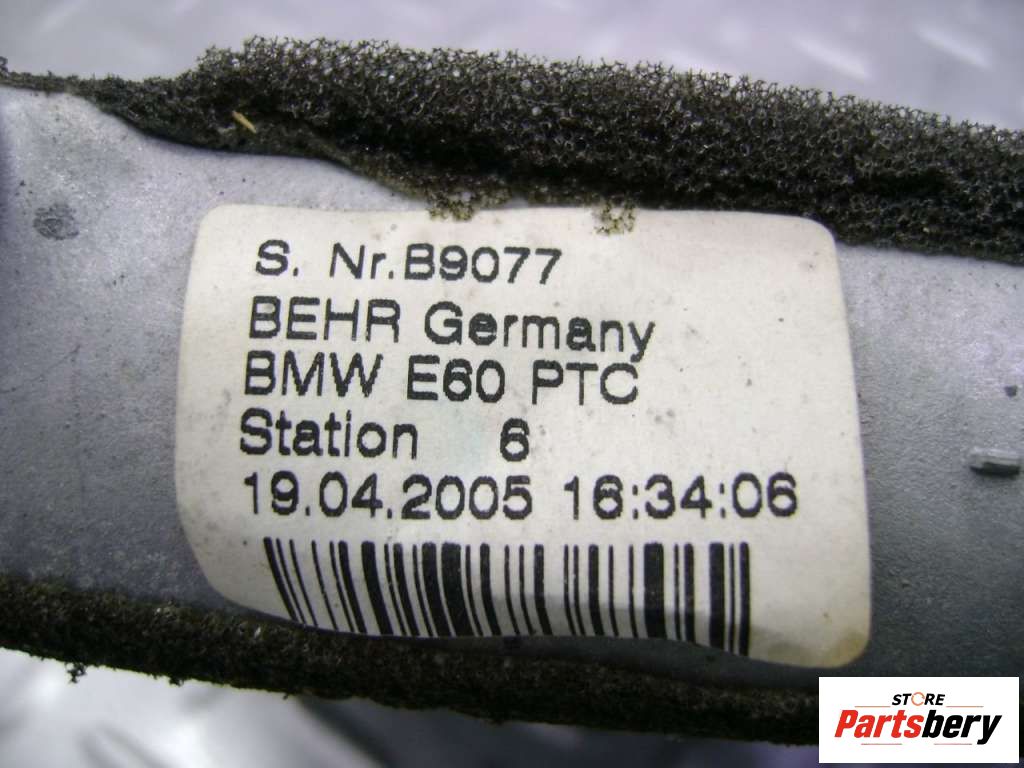 S. Nr.B9077
BEHR Germany
BMW E60 PTC
Station 6
19.04.2005 16:34:06
STORE
Partsbery